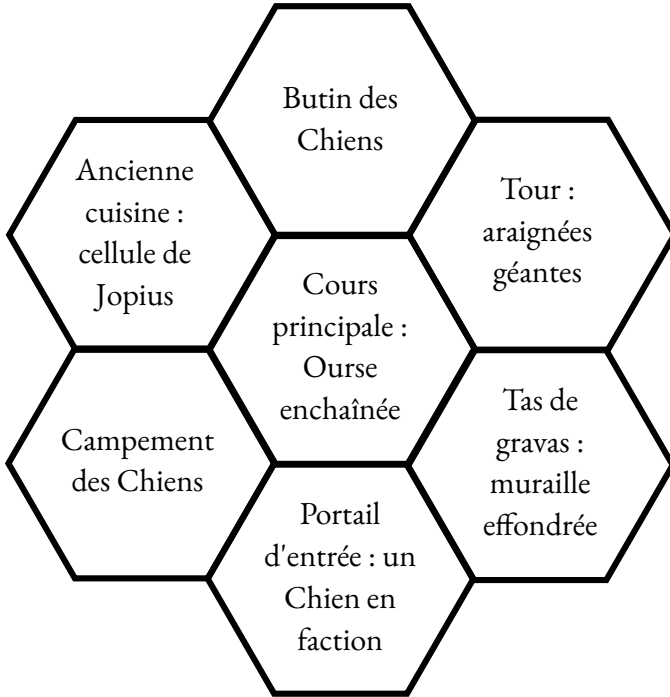 Butin des
Chiens
Ancienne
cuisine :
cellule de
Jopius
Tour :
araignées
géantes
Cours
principale :
Ourse
enchaînée
Campement
des Chiens
Tas de
gravas :
muraille
effondrée
Portail
d'entrée : un
Chien en
faction